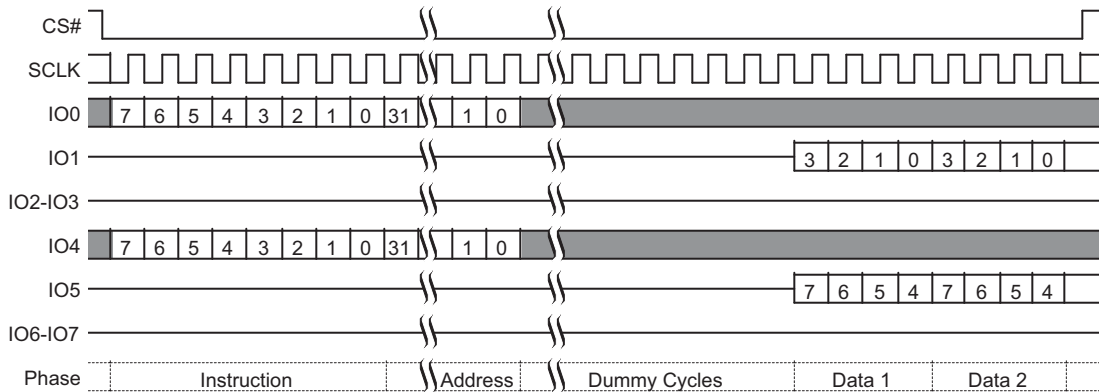 CS#
SCLK
IO0 7 6 5 4 3 2 1 0 31 1 0
IO1 3 2 1 0 3 2 1 0
IO2-IO3
IO4 7 6 5 4 3 2 1 0 31 1 0
IO5 7 6 5 4 7 6 5 4
IO6-IO7
Phase Instruction Address Dummy Cycles Data 1 Data 2